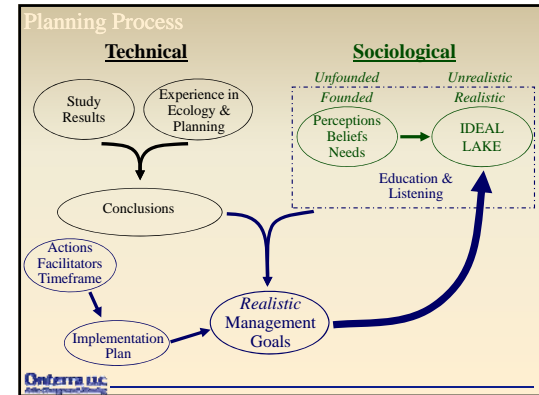 Planning Process
Technical
Sociological
Unfounded
Unrealistic
Study
Results
Experience in
Ecology &
Planning
Founded
Perceptions
Beliefs
Needs
Realistic
IDEAL
LAKE
Education &
Listening
Conclusions
Actions
Facilitators
Timeframe
Realistic
Management
Goals
Implementation
Plan
Onterra LLC